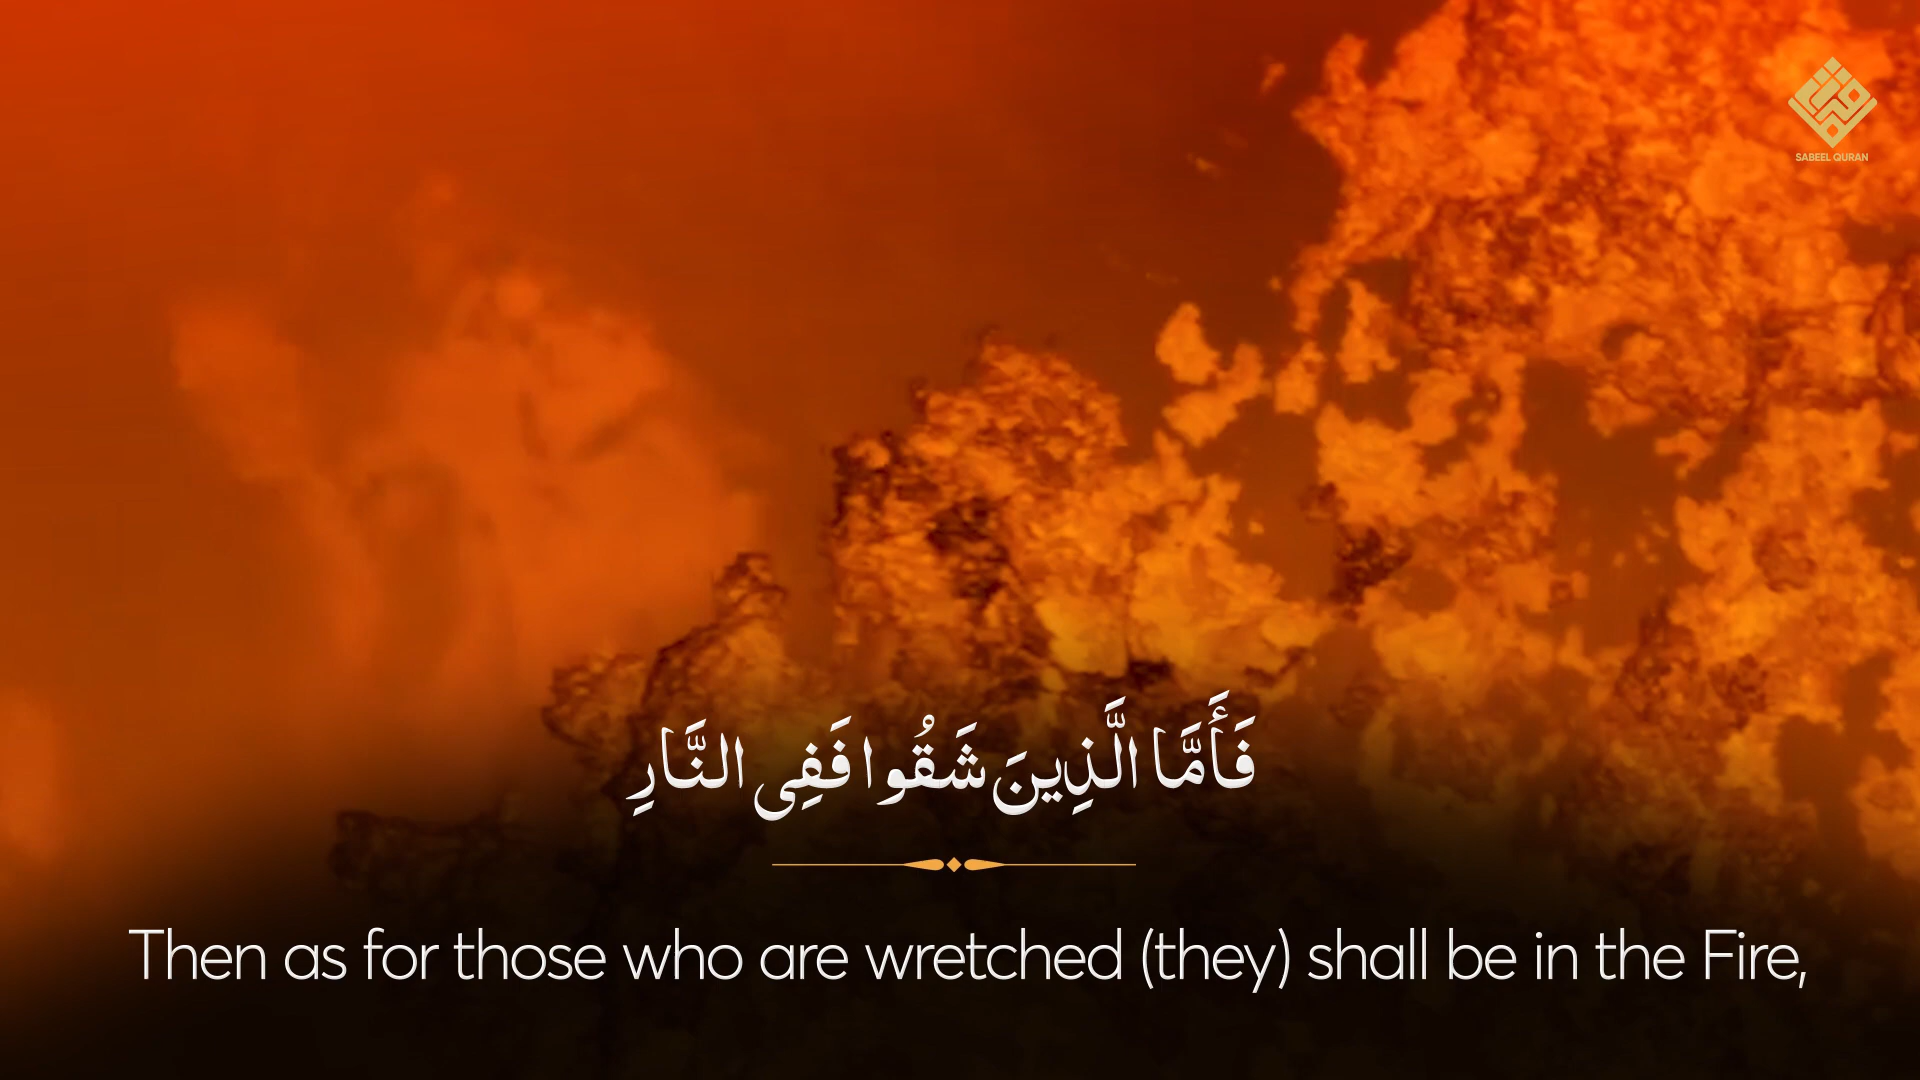 SABEEL QURAN
فَأَمَّا الَّذِينَ شَقُوا۟ فَفِى النَّارِ
Then as for those who are wretched (they) shall be in the Fire,